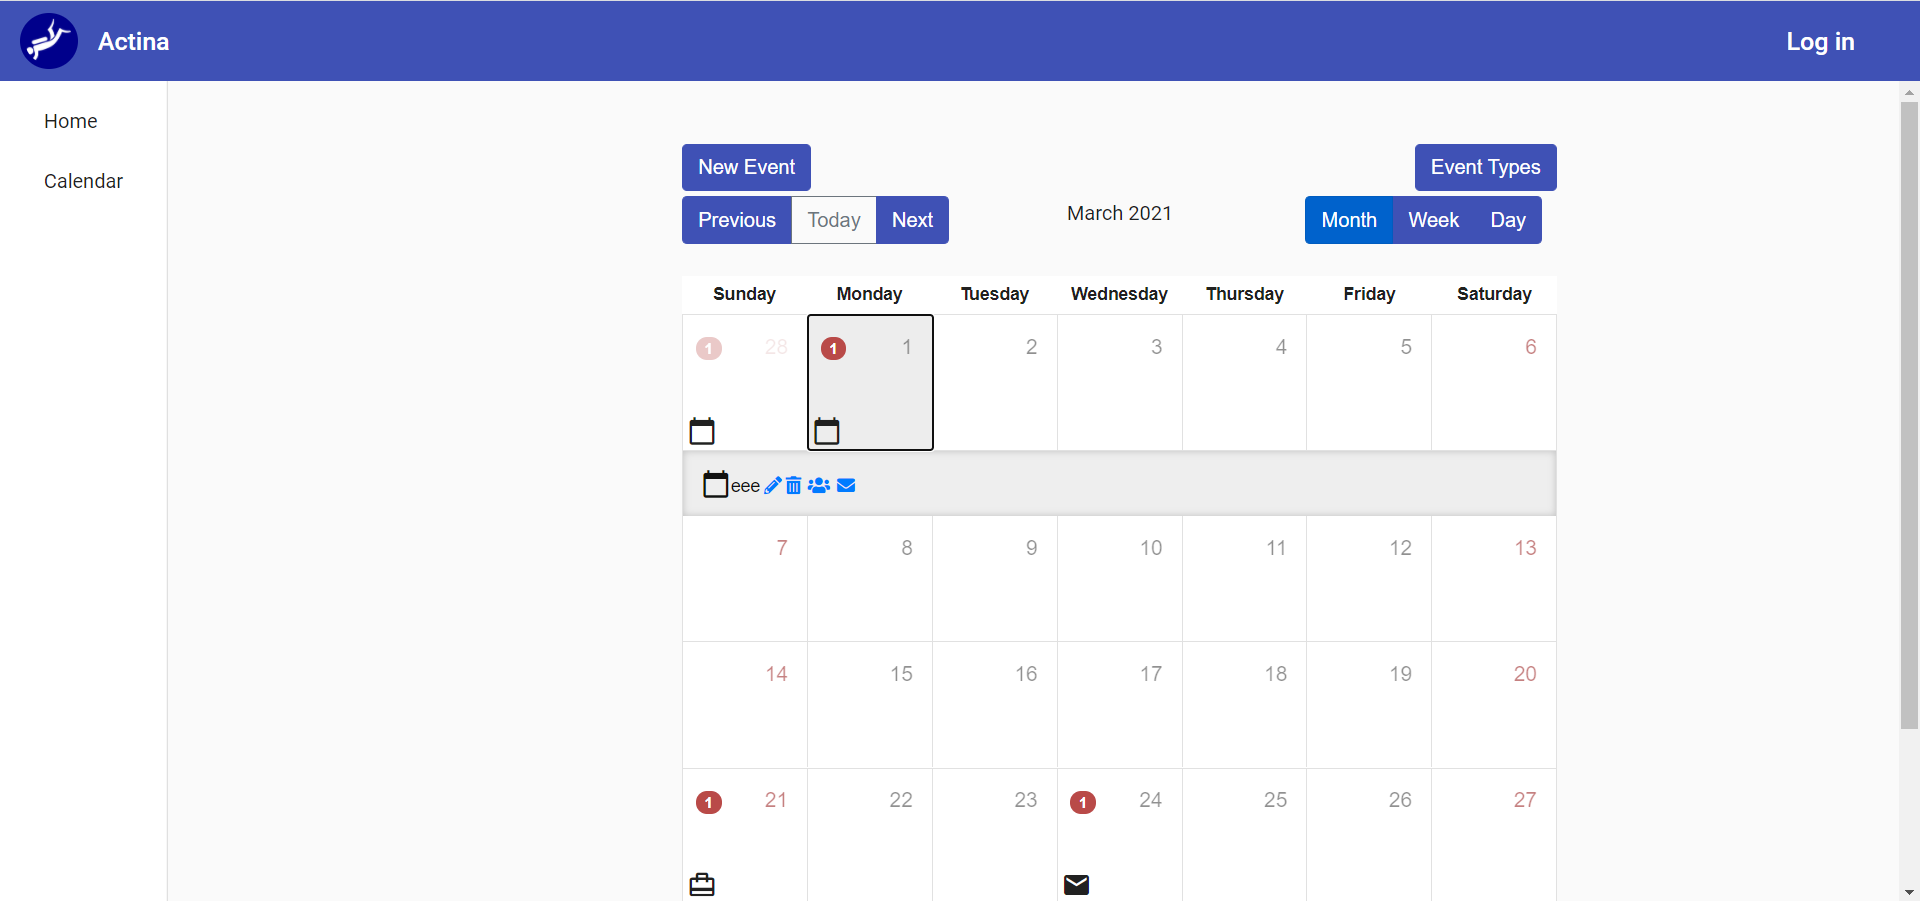 Actina Log in
Home
Calendar
New Event Event Types
Previous Today Next March 2021 Month Week Day
Sunday Monday Tuesday Wednesday Thursday Friday Saturday
1 28 1 1 2 3 4 5 6
eee
7 8 9 10 11 12 13
14 15 16 17 18 19 20
1 21 22 23 1 24 25 26 27